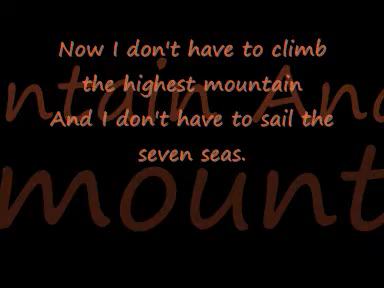 Now I don't have to climb
the highest mountain
And I don't have to sail the
seven seas.
ntain And
mount